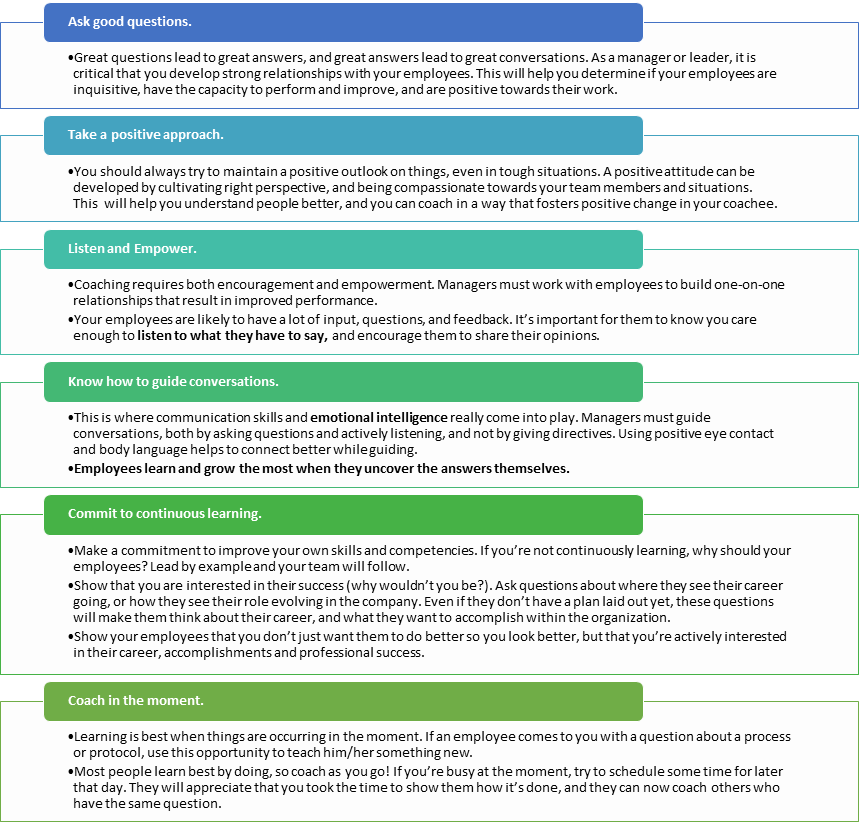 Ask good questions.
•Great questions lead to great answers, and great answers lead to great conversations. As a manager or leader, it is
critical that you develop strong relationships with your employees. This will help you determine if your employees are
inquisitive, have the capacity to perform and improve, and are positive towards their work.
Take a positive approach.
•You should always try to maintain a positive outlook on things, even in tough situations. A positive attitude can be
developed by cultivating right perspective, and being compassionate towards your team members and situations.
This will help you understand people better, and you can coach in a way that fosters positive change in your coachee.
Listen and Empower.
•Coaching requires both encouragement and empowerment. Managers must work with employees to build one-on-one
relationships that result in improved performance.
•Your employees are likely to have a lot of input, questions, and feedback. It's important for them to know you care
enough to listen to what they have to say, and encourage them to share their opinions.
Know how to guide conversations.
•This is where communication skills and emotional intelligence really come into play. Managers must guide
conversations, both by asking questions and actively listening, and not by giving directives. Using positive eye contact
and body language helps to connect better while guiding.
•Employees learn and grow the most when they uncover the answers themselves.
Commit to continuous learning.
•Make a commitment to improve your own skills and competencies. If you're not continuously learning, why should your
employees? Lead by example and your team will follow.
•Show that you are interested in their success (why wouldn't you be?). Ask questions about where they see their career
going, or how they see their role evolving in the company. Even if they don't have a plan laid out yet, these questions
will make them think about their career, and what they want to accomplish within the organization.
•Show your employees that you don't just want them to do better so you look better, but that you're actively interested
in their career, accomplishments and professional success.
Coach in the moment.
•Learning is best when things are occurring in the moment. If an employee comes to you with a question about a process
or protocol, use this opportunity to teach him/her something new.
•Most people learn best by doing, so coach as you go! If you're busy at the moment, try to schedule some time for later
that day. They will appreciate that you took the time to show them how it's done, and they can now coach others who
have the same question.